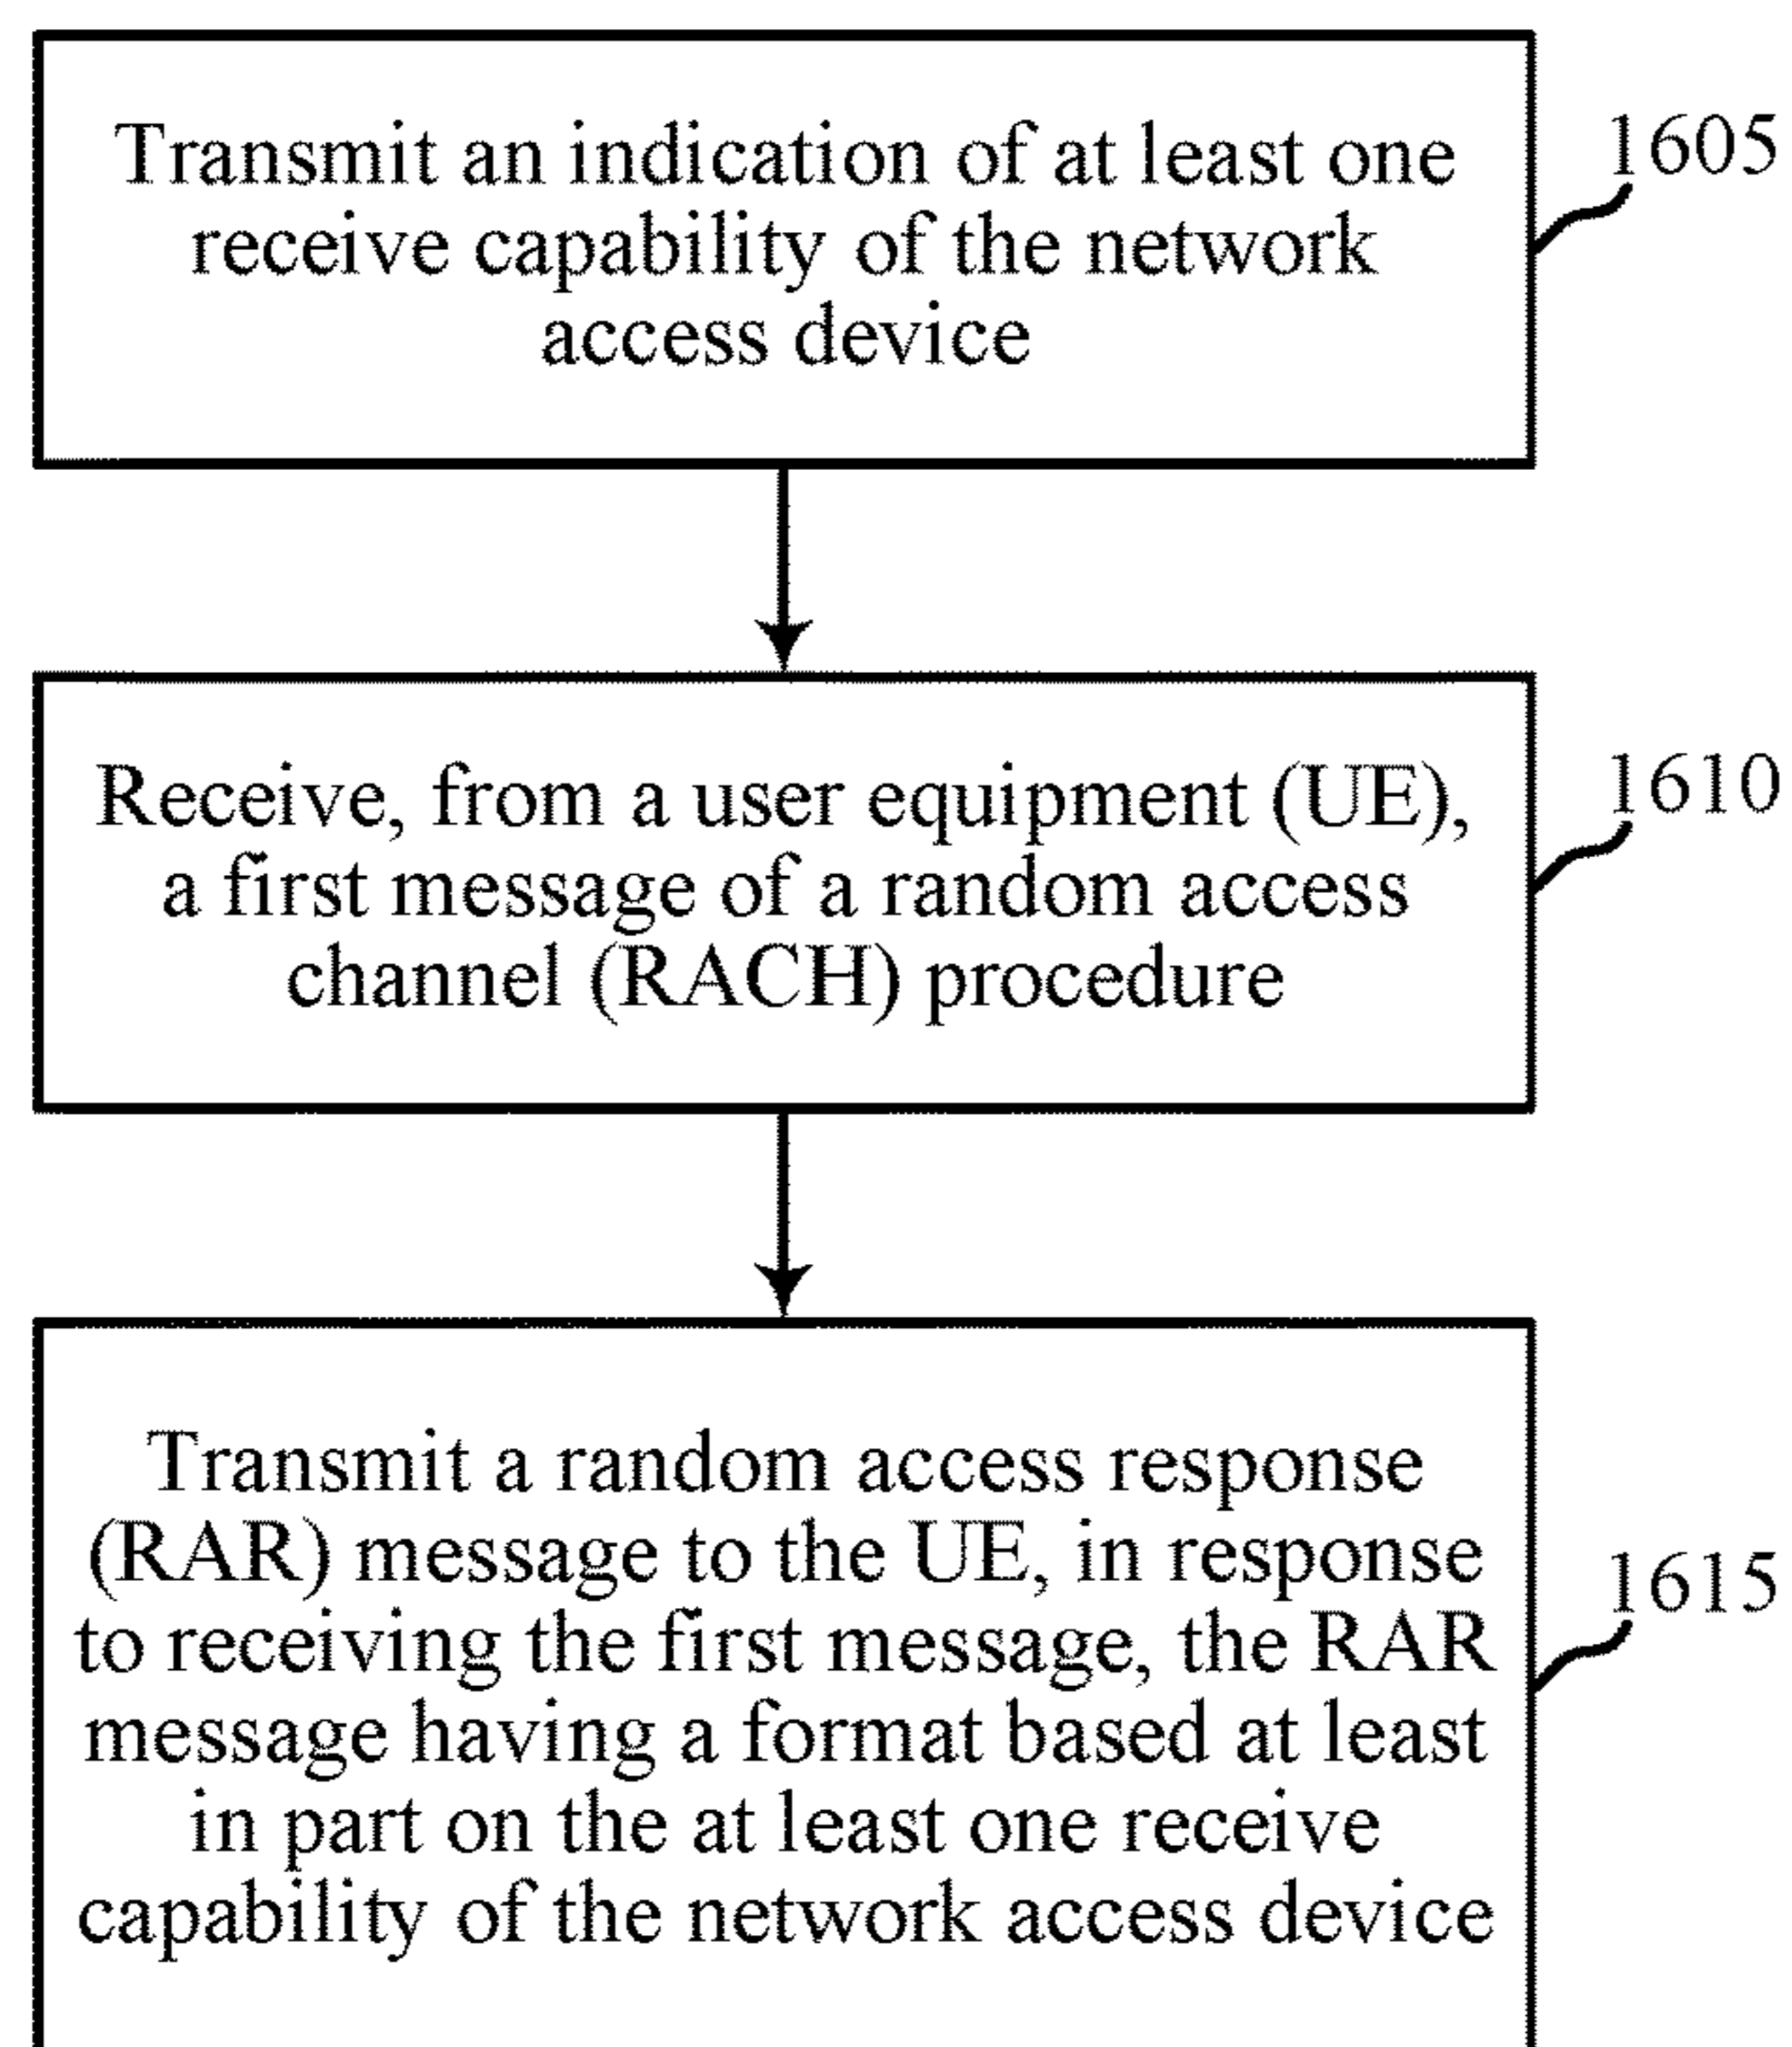 Transmit an indication of at least one
receive capability of the network
access device
1605
Receive, from a user equipment (UE),
a first message of a random access
channel (RACH) procedure
1610
Transmit a random access response
(RAR) message to the UE, in response
to receiving the first message, the RAR
message having a format based at least
in part on the at least one receive
capability of the network access device
1615